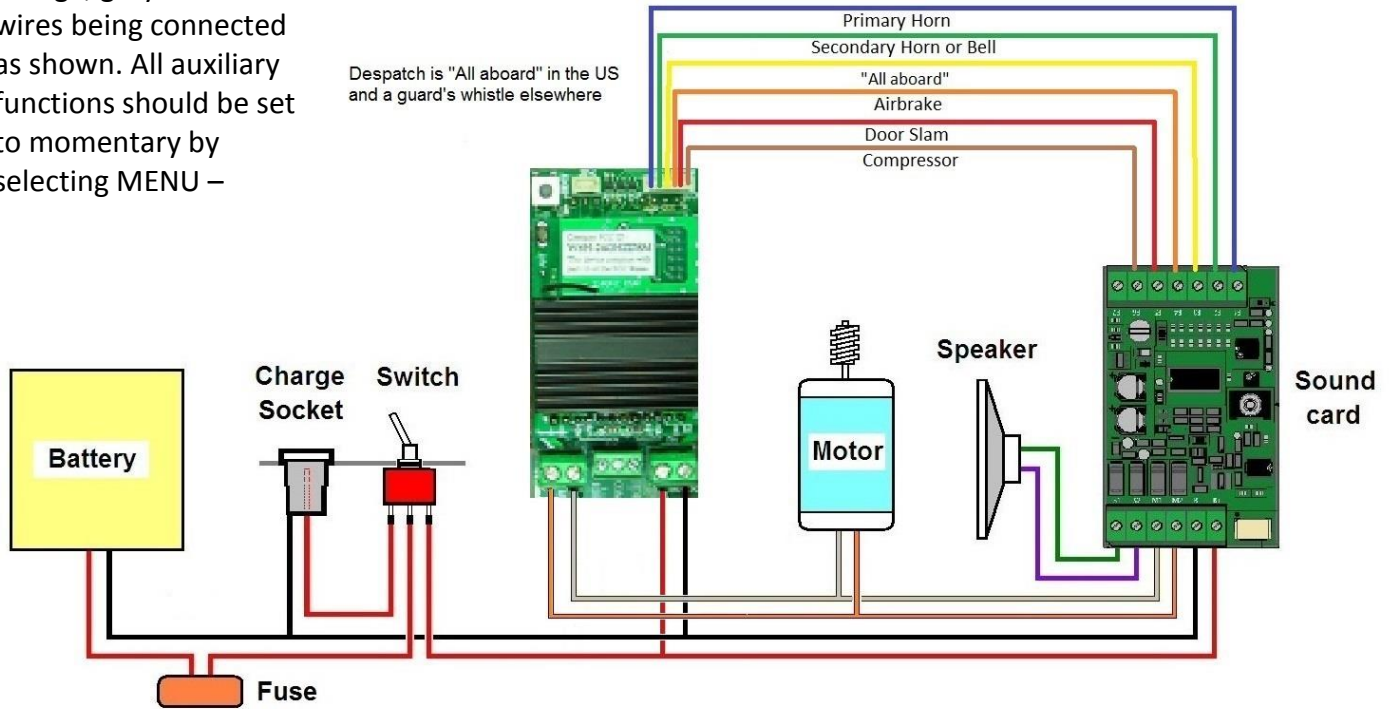 wires being connected
as shown. All auxiliary
functions should be set
to momentary by
selecting MENU –
Despatch is "All aboard" in the US
and a guard's whistle elsewhere
Primary Horn
Secondary Horn or Bell
"All aboard"
Airbrake
Door Slam
Compressor
Battery
Charge
Socket
Switch
Fuse
Motor
Speaker
Sound
card